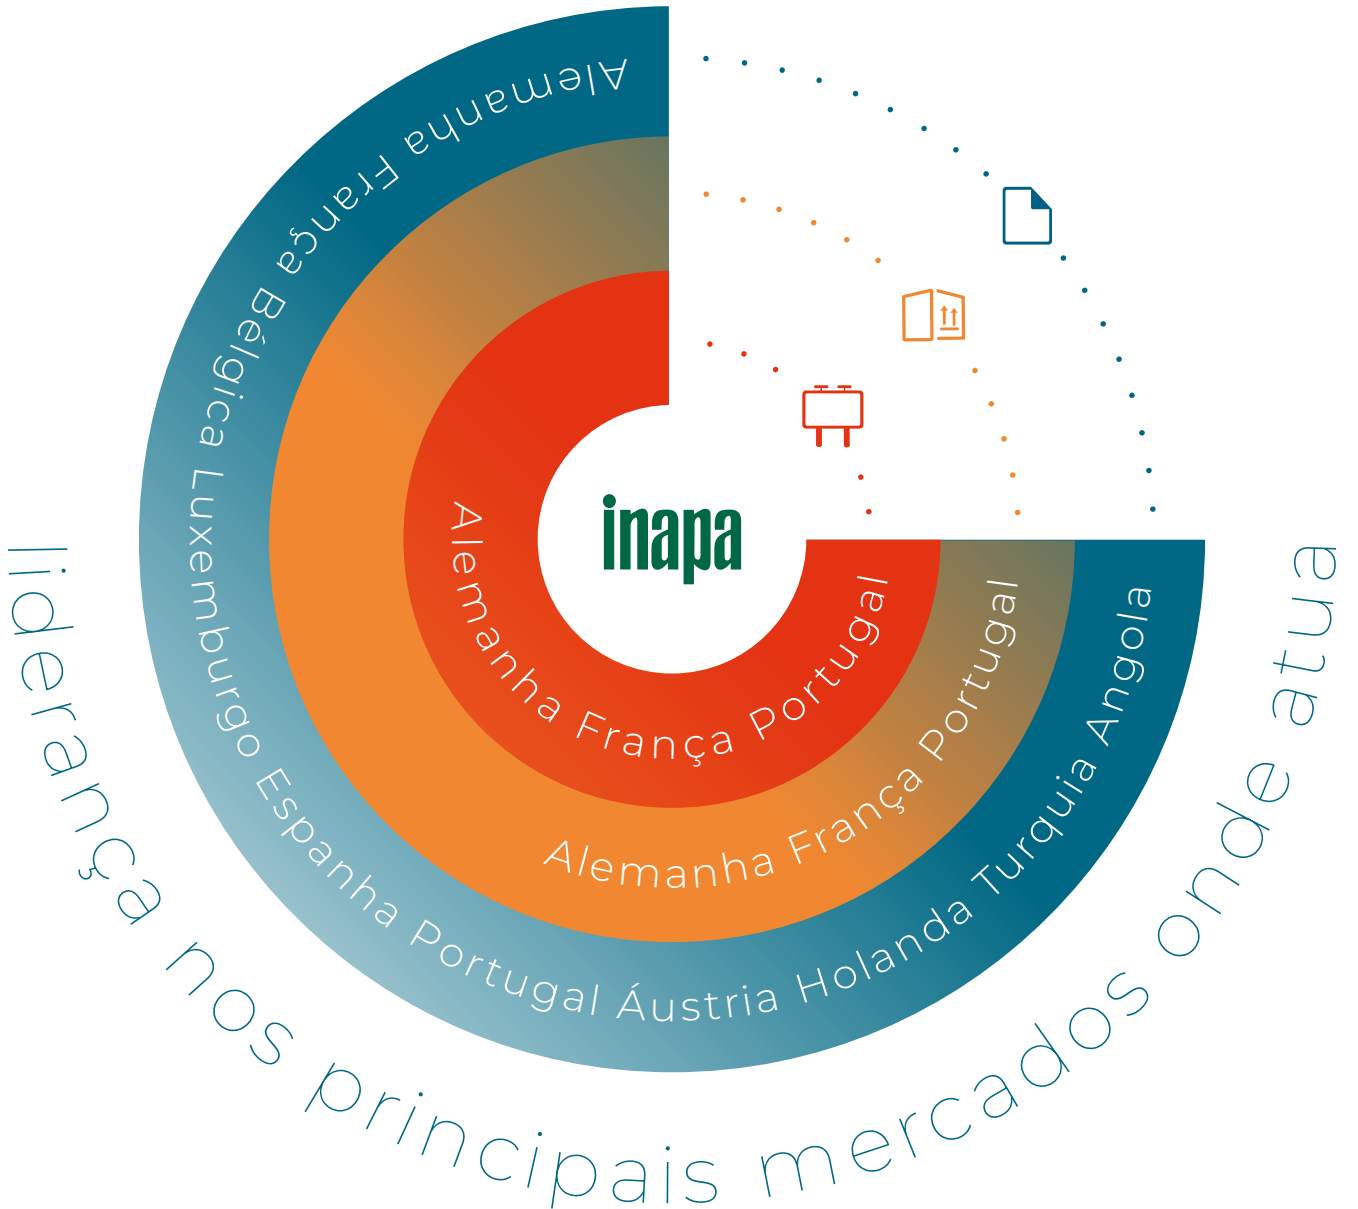 Alemanha França Bélgica Luxemburgo Espanha Portugal Áustria Holanda Turquia Angola
Alemanha França Portugal
Alemanha França Portugal
inapa
liderança nos principais mercados onde atua